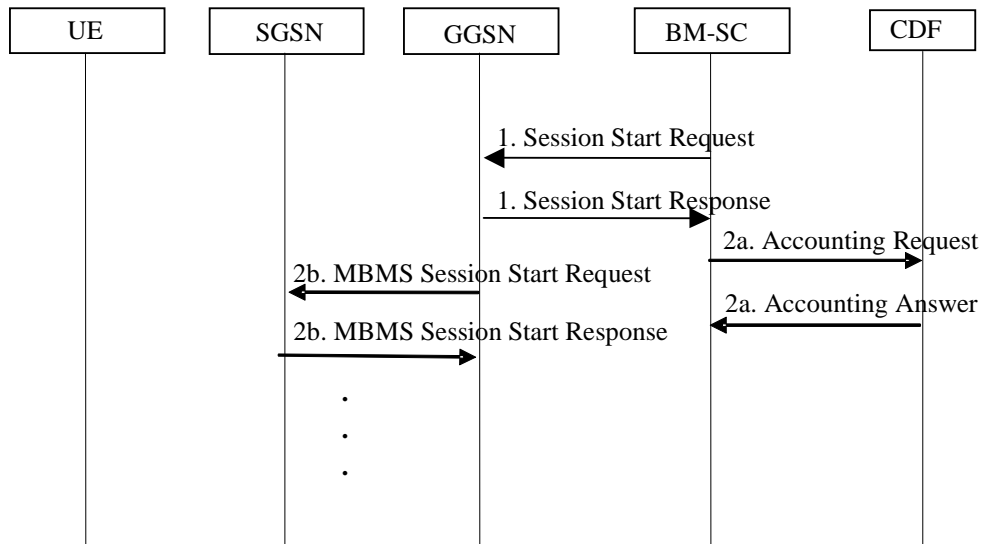 UE
SGSN
GGSN
BM-SC
CDF
1. Session Start Request
1. Session Start Response
2a. Accounting Request
2b. MBMS Session Start Request
2a. Accounting Answer
2b. MBMS Session Start Response
.
.
.